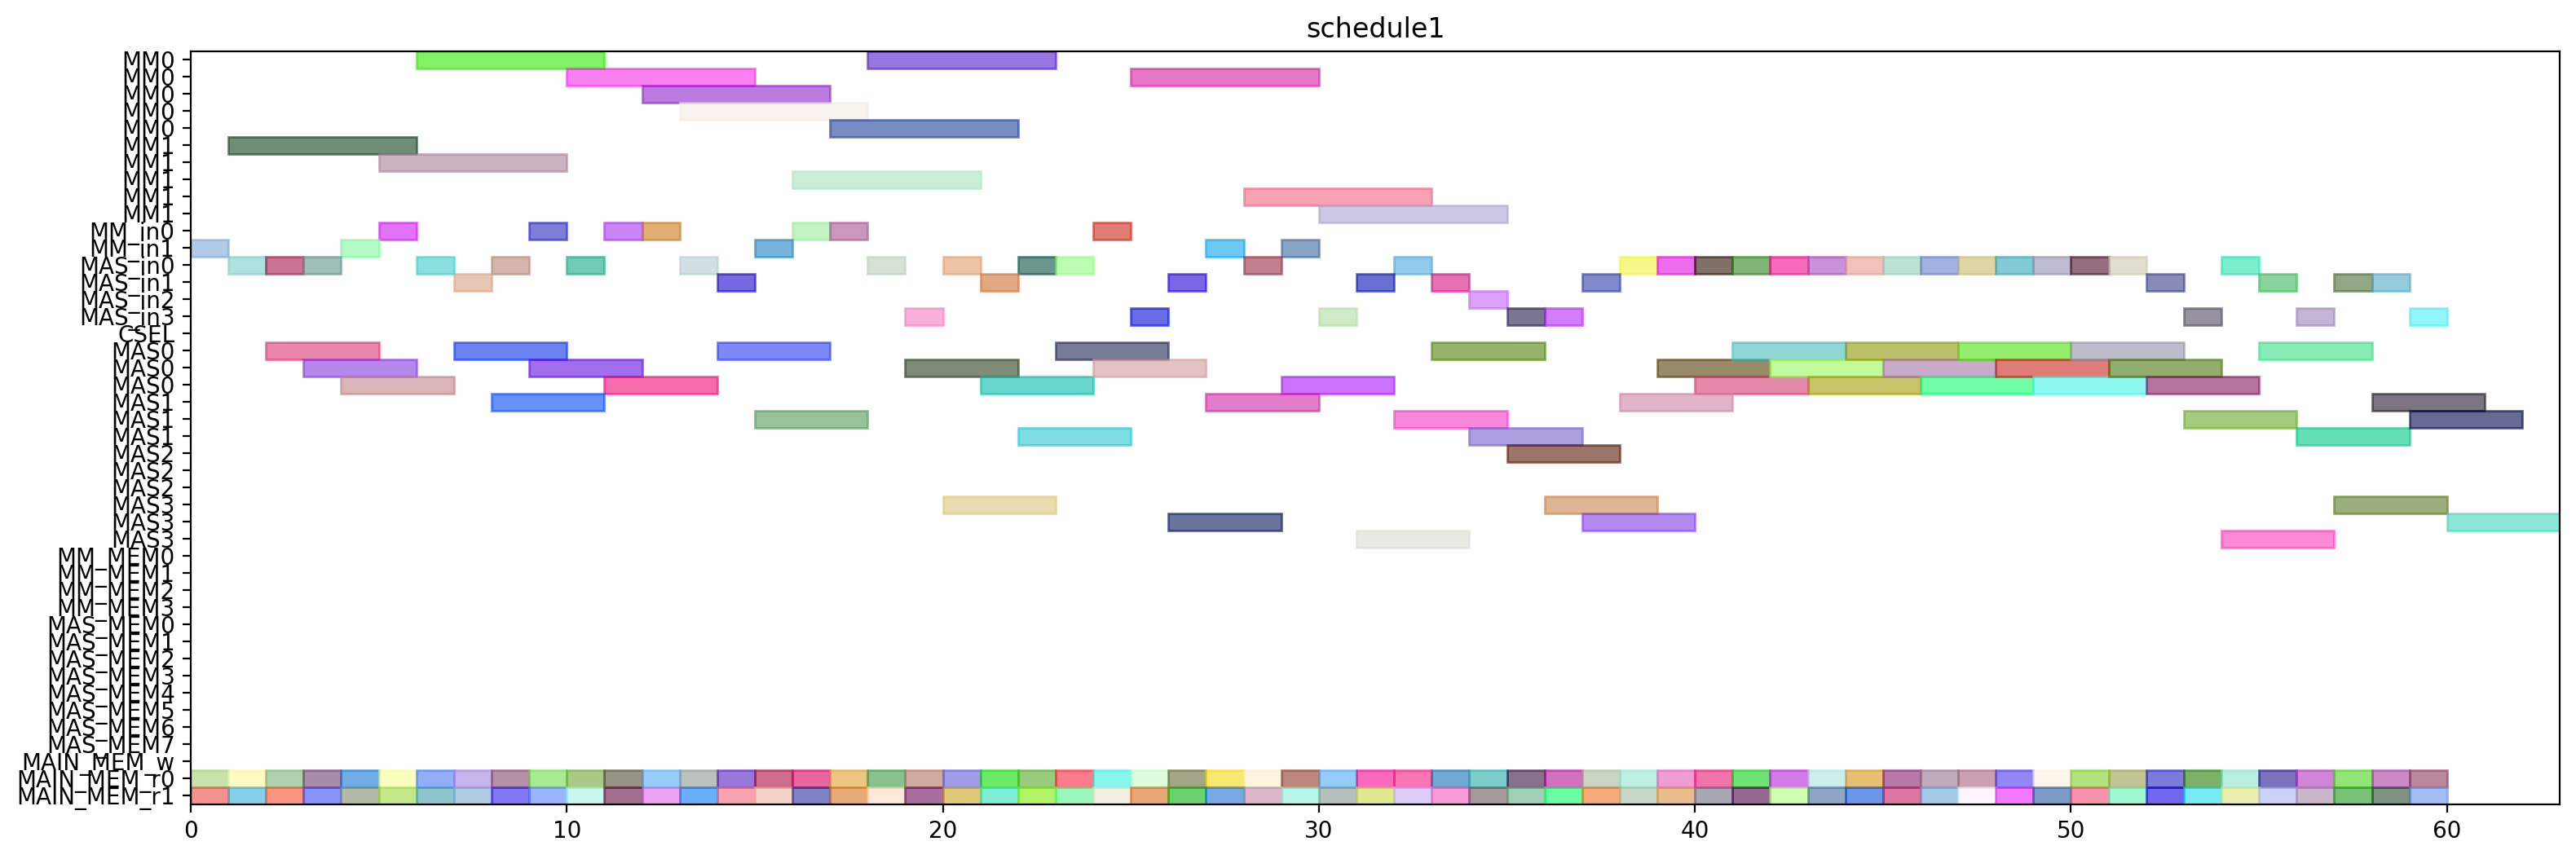 schedule1
MM0
MM0
MM0
MM0
MM0
MM1
MM1
MM1
MM1
MM1
MM_in0
MM_in1
MAS_in0
MAS_in1
MAS_in2
MAS_in3
CSEL
MAS0
MAS0
MAS0
MAS1
MAS1
MAS1
MAS2
MAS2
MAS2
MAS3
MAS3
MAS3
MM_MEM0
MM_MEM1
MM_MEM2
MM_MEM3
MAS_MEM0
MAS_MEM1
MAS_MEM2
MAS_MEM3
MAS_MEM4
MAS_MEM5
MAS_MEM6
MAS_MEM7
MAIN_MEM_w
MAIN_MEM_r0
MAIN_MEM_r1
0 10 20 30 40 50 60